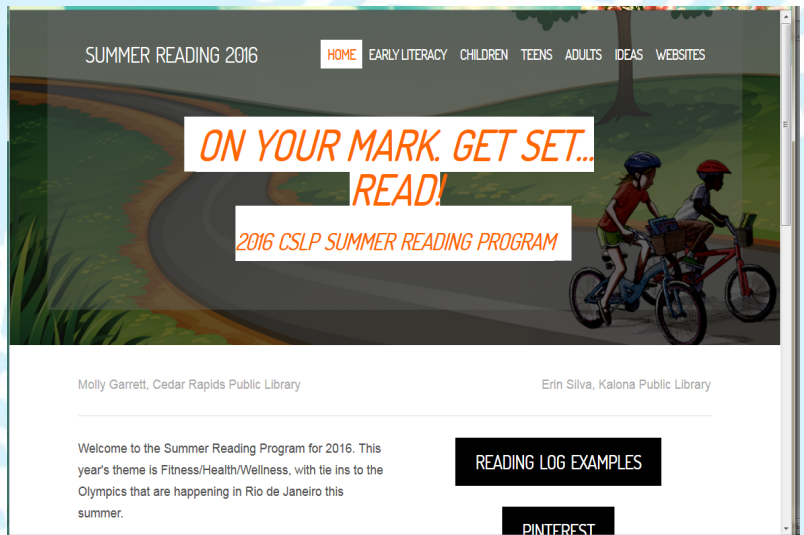 SUMMER READING 2016
HOME EARLY LITERACY CHILDREN TEENS ADULTS IDEAS WEBSITES
ON YOUR MARK. GET SET...
READ!
2016 CSLP SUMMER READING PROGRAM
Molly Garrett, Cedar Rapids Public Library
Erin Silva, Kalona Public Library
Welcome to the Summer Reading Program for 2016. This
year's theme is Fitness/Health/Wellness, with tie ins to the
Olympics that are happening in Rio de Janeiro this
summer.
READING LOG EXAMPLES
PINTEREST